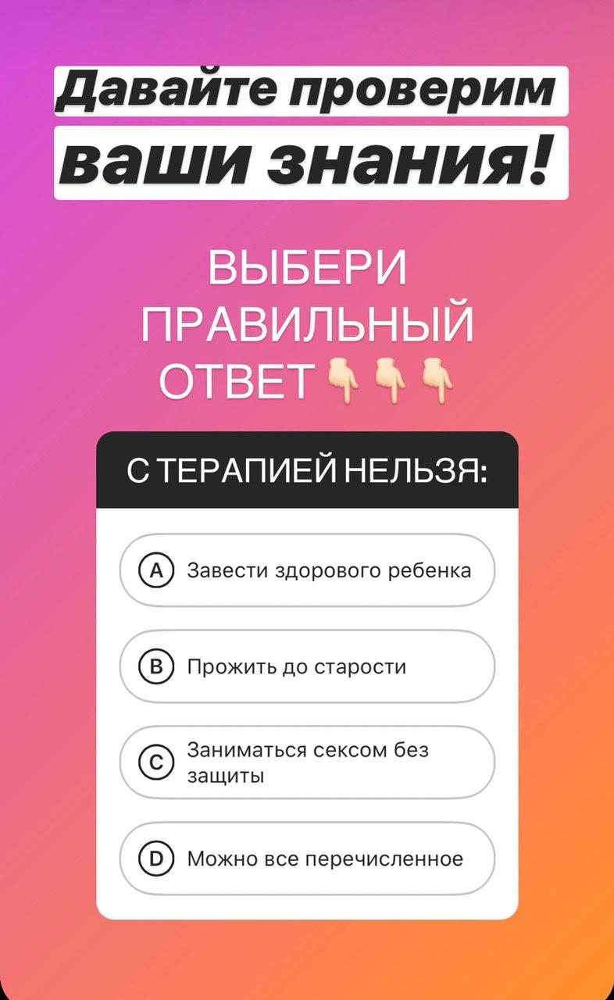 Давайте проверим
ваши знания!
ВЫБЕРИ
ПРАВИЛЬНЫЙ
ОТВЕТ👇🏻👇🏻👇🏻
С ТЕРАПИЕЙ НЕЛЬЗЯ:
A Завести здорового ребенка
B Прожить до старости
C Заниматься сексом без
защиты
D Можно все перечисленное